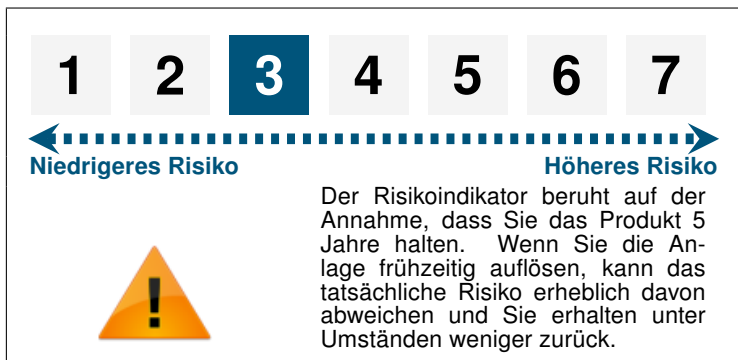 1 2 3 4 5 6 7
Niedrigeres Risiko Höheres Risiko
Der Risikoindikator beruht auf der
Annahme, dass Sie das Produkt 5
Jahre halten. Wenn Sie die An-
lage frühzeitig auflösen, kann das
tatsächliche Risiko erheblich davon
abweichen und Sie erhalten unter
Umständen weniger zurück.